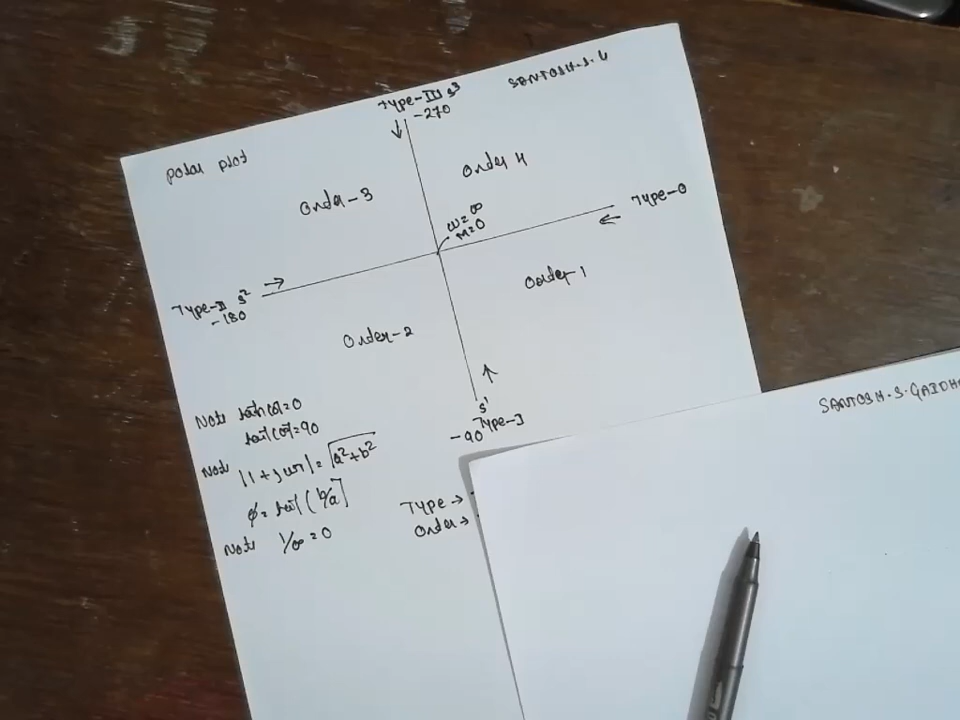 SANTOSH.S.G
Type-III s³
-270
Polar plot
Order 4
Order-3
Type-0
ω=∞
M=0
Order-1
Type-II s²
-180
Order-2
s¹
Type-I
-90
SANTOSH.S.GAIDH
Note tan⁻¹(0)=0
tan⁻¹(∞)=90
Note |1+jωT|=√a²+b²
φ=tan⁻¹[b/a]
Note 1/∞=0
Type→
Order→